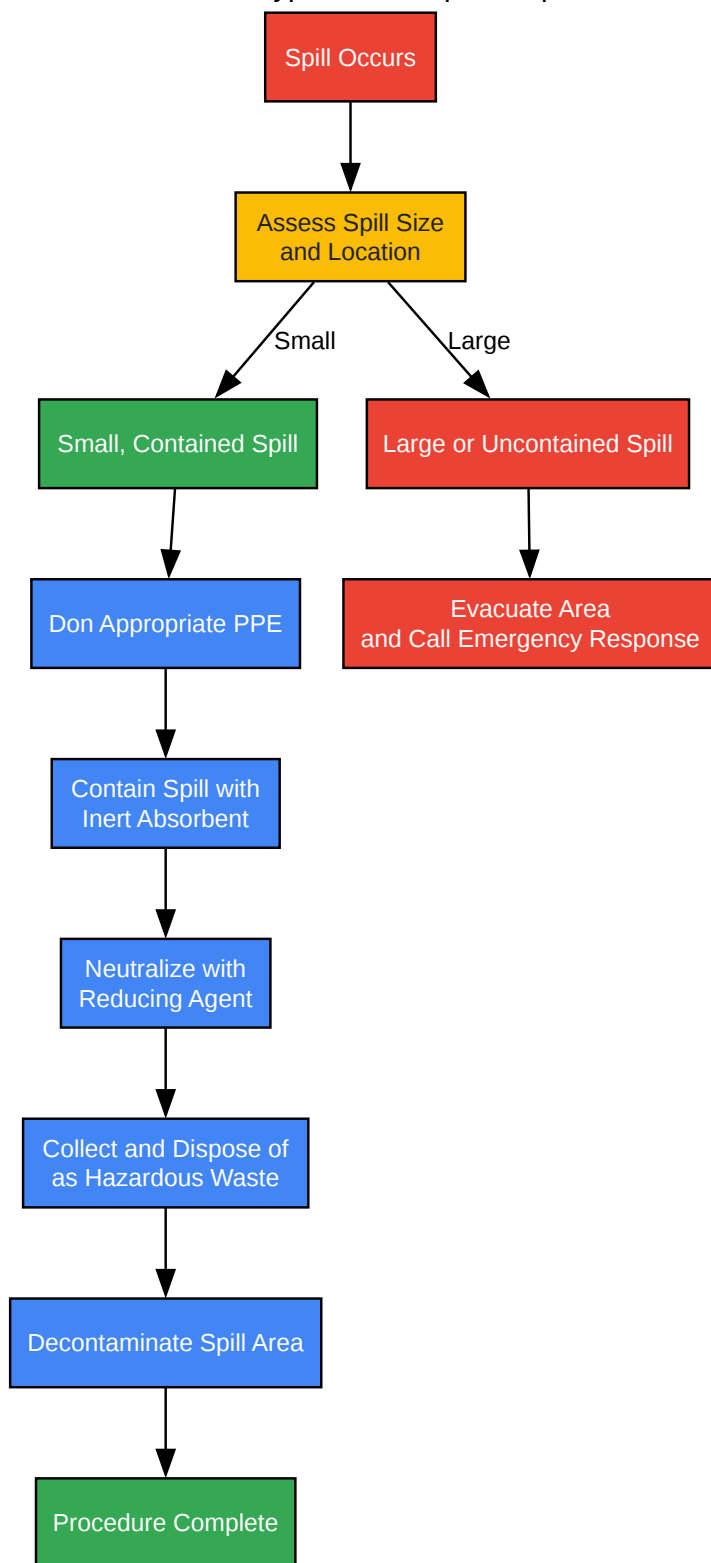 Spill Occurs
Assess Spill Size
and Location
Small
Large
Small, Contained Spill
Large or Uncontained Spill
Don Appropriate PPE
Evacuate Area
and Call Emergency Response
Contain Spill with
Inert Absorbent
Neutralize with
Reducing Agent
Collect and Dispose of
as Hazardous Waste
Decontaminate Spill Area
Procedure Complete